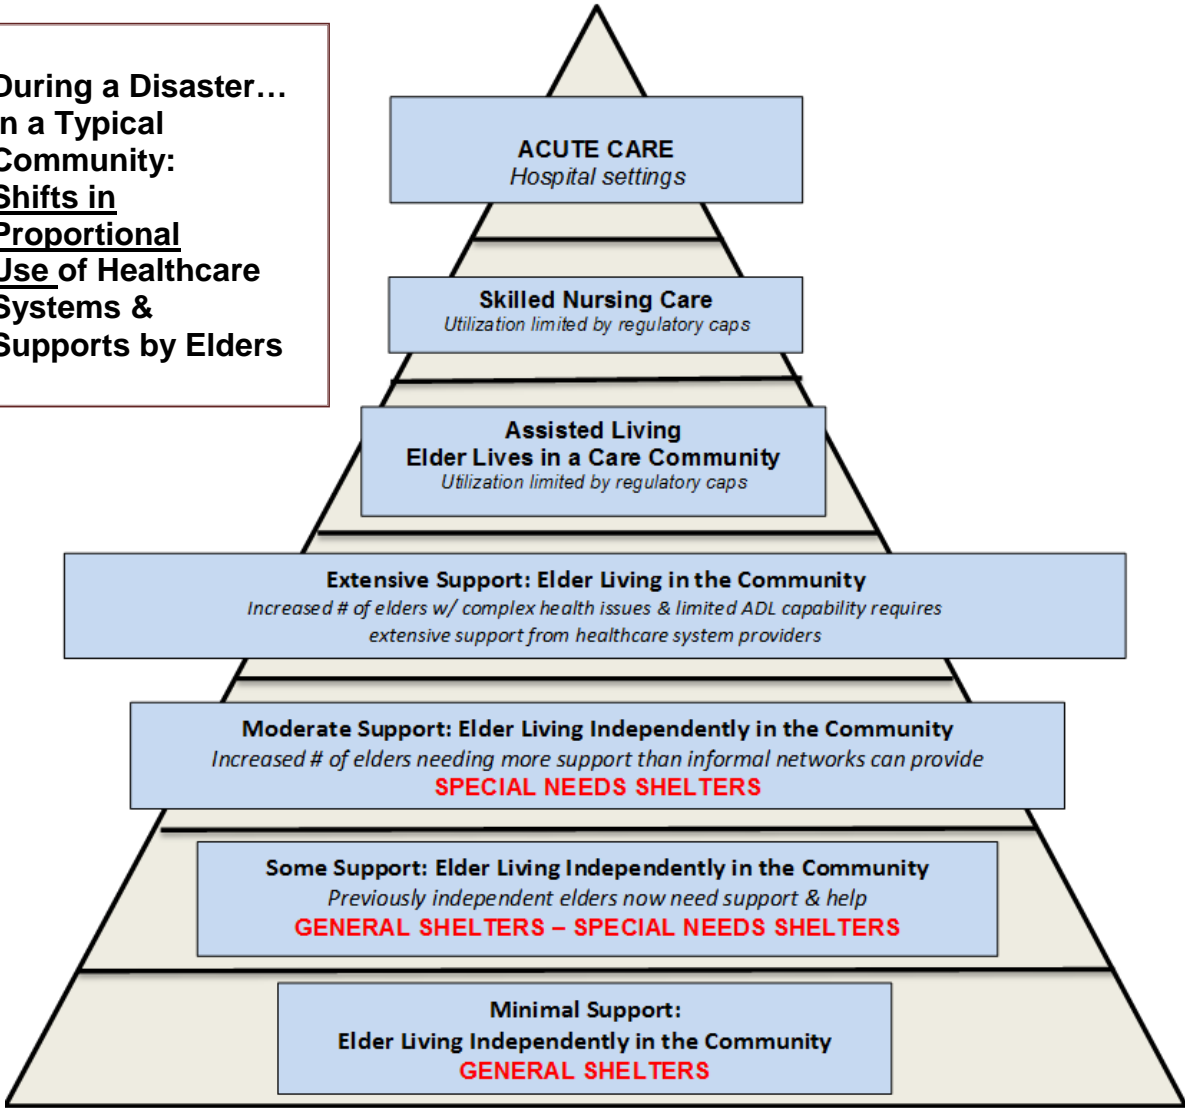 During a Disaster…
In a Typical
Community:
Shifts in
Proportional
Use of Healthcare
Systems &
Supports by Elders
ACUTE CARE
Hospital settings
Skilled Nursing Care
Utilization limited by regulatory caps
Assisted Living
Elder Lives in a Care Community
Utilization limited by regulatory caps
Extensive Support: Elder Living in the Community
Increased # of elders w/ complex health issues & limited ADL capability requires
extensive support from healthcare system providers
Moderate Support: Elder Living Independently in the Community
Increased # of elders needing more support than informal networks can provide
SPECIAL NEEDS SHELTERS
Some Support: Elder Living Independently in the Community
Previously independent elders now need support & help
GENERAL SHELTERS – SPECIAL NEEDS SHELTERS
Minimal Support:
Elder Living Independently in the Community
GENERAL SHELTERS